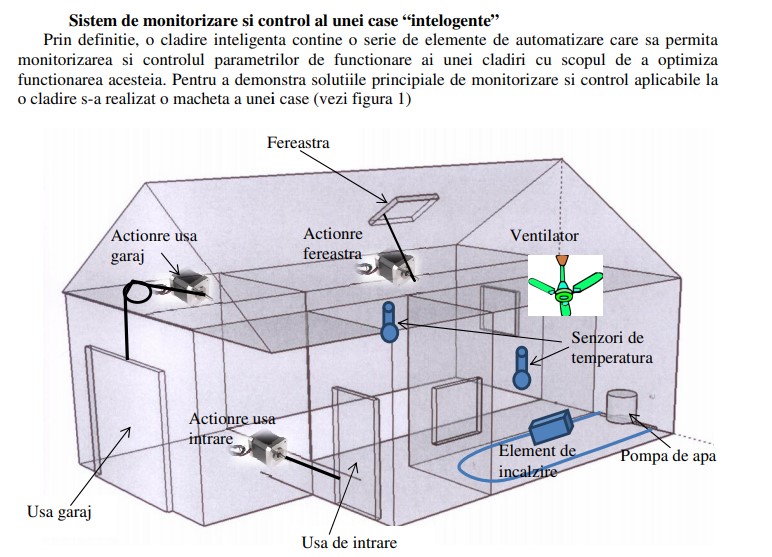 Sistem de monitorizare si control al unei case “intelogente”
Prin definitie, o cladire inteligenta contine o serie de elemente de automatizare care sa permita
monitorizarea si controlul parametrilor de functionare ai unei cladiri cu scopul de a optimiza
functionarea acesteia. Pentru a demonstra solutiile principiale de monitorizare si control aplicabile la
o cladire s-a realizat o macheta a unei case (vezi figura 1)
Fereastra
Actionre usa
garaj
Actionre
fereastra
Ventilator
Senzori de
temperatura
Actionre usa
intrare
Element de
incalzire
Pompa de apa
Usa garaj
Usa de intrare